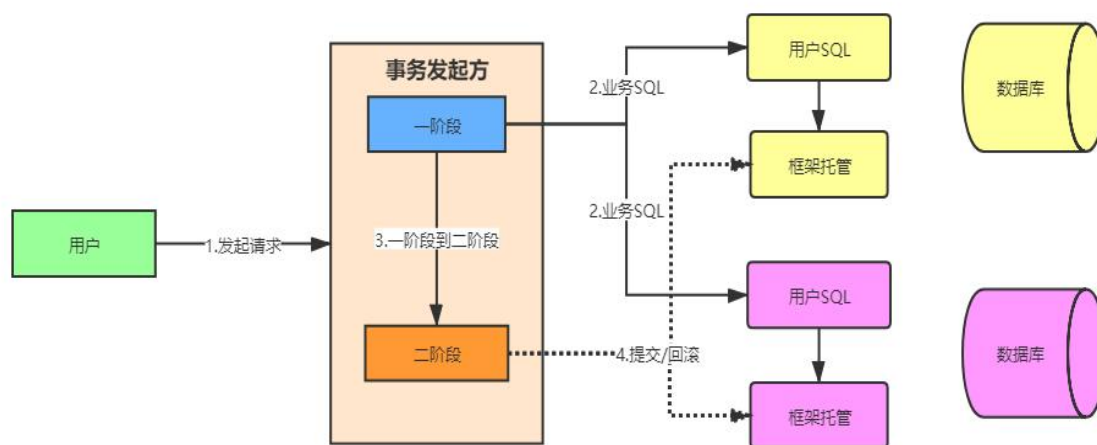 事务发起方
一阶段
3.一阶段到二阶段
二阶段
用户
1.发起请求
2.业务SQL
2.业务SQL
4.提交/回滚
用户SQL
框架托管
数据库
用户SQL
框架托管
数据库